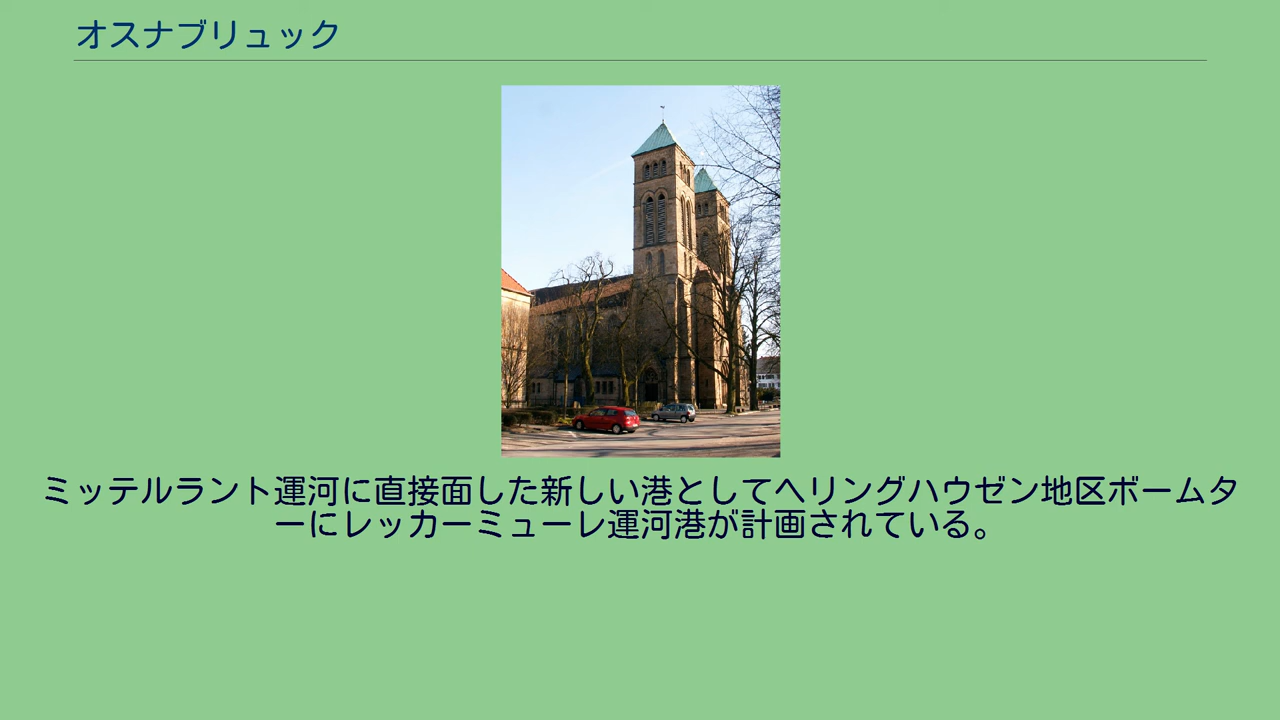 オスナブリュック
ミッテルラント運河に直接面した新しい港としてヘリングハウゼン地区ボームタ
ーにレッカーミューレ運河港が計画されている。